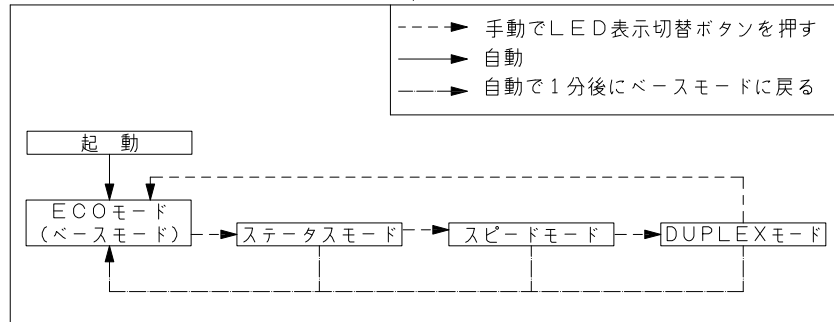 手動でLED表示切替ボタンを押す
自動
自動で1分後にベースモードに戻る
起 動
ECOモード
(ベースモード)
ステータスモード
スピードモード
DUPLEXモード